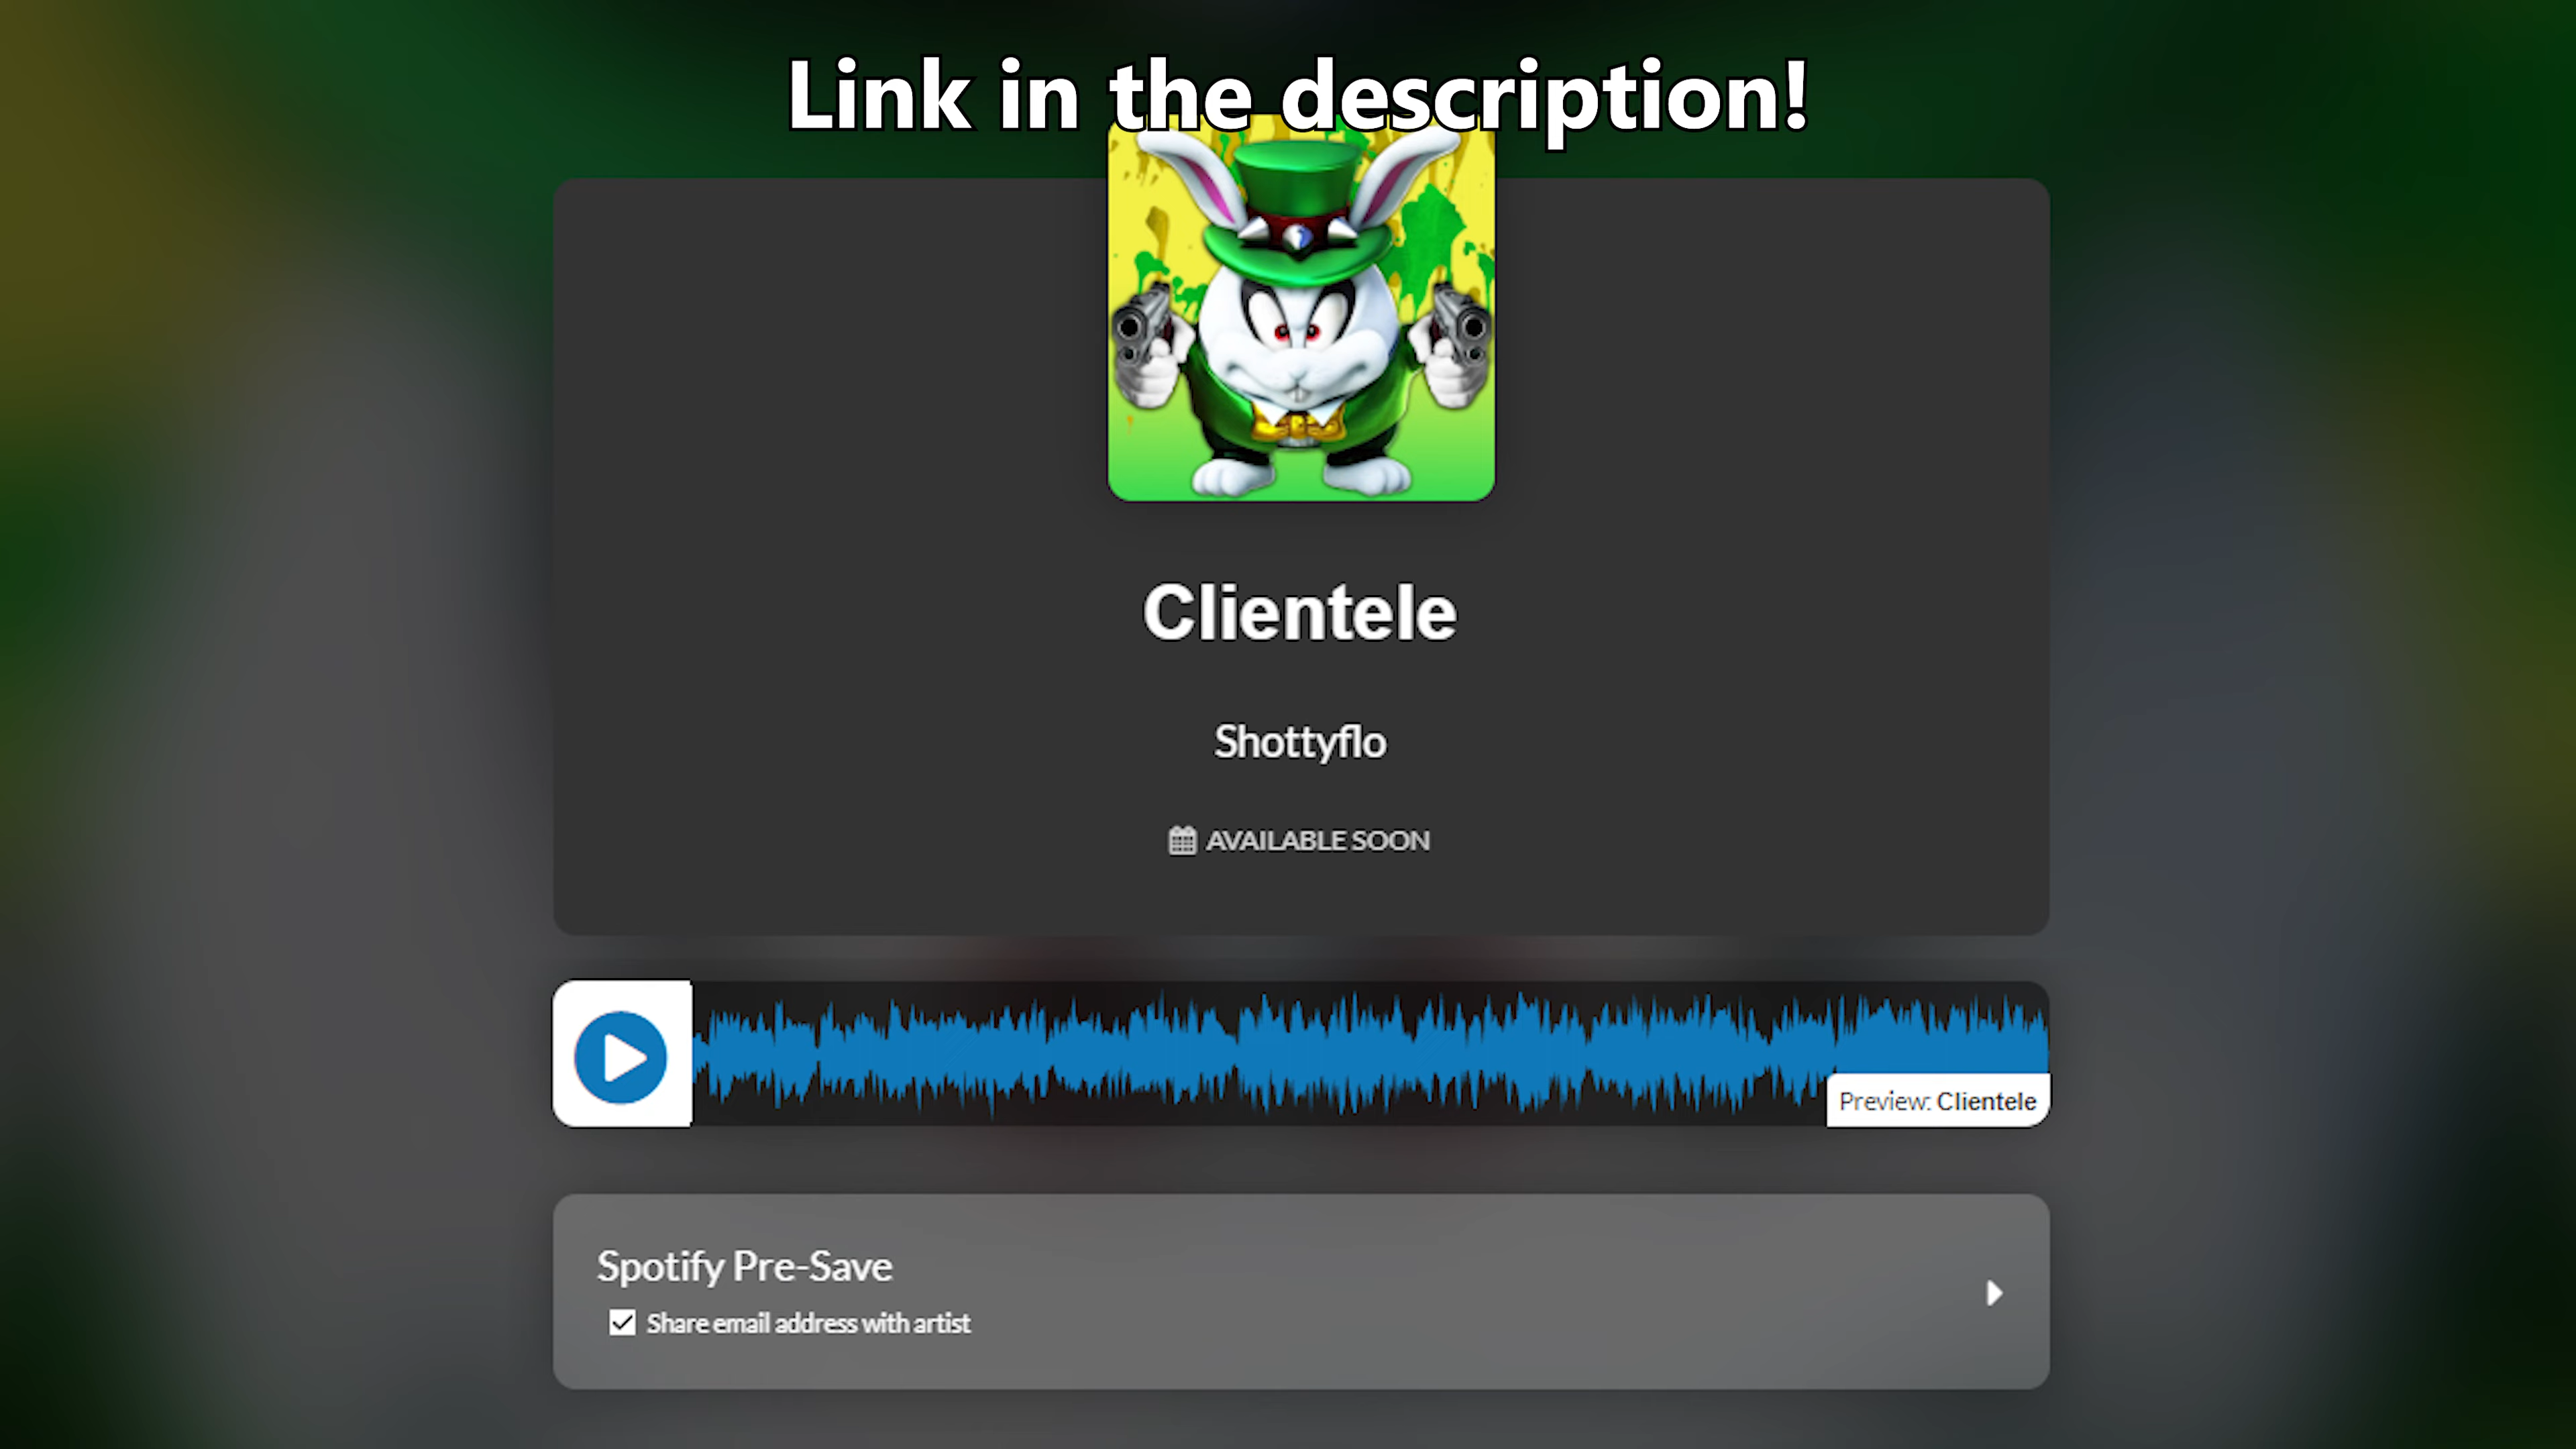 Link in the description!
Clientele
Shottyflo
AVAILABLE SOON
Preview: Clientele
Spotify Pre-Save
Share email address with artist